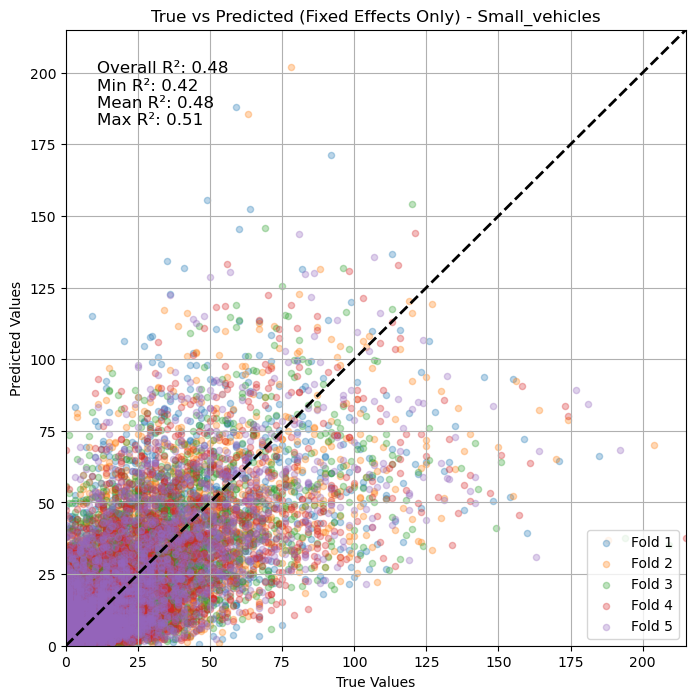 True vs Predicted (Fixed Effects Only) - Small_vehicles
Overall R²: 0.48
Min R²: 0.42
Mean R²: 0.48
Max R²: 0.51
200
175
150
125
100
75
50
25
0
Predicted Values
Fold 1
Fold 2
Fold 3
Fold 4
Fold 5
0 25 50 75 100 125 150 175 200
True Values